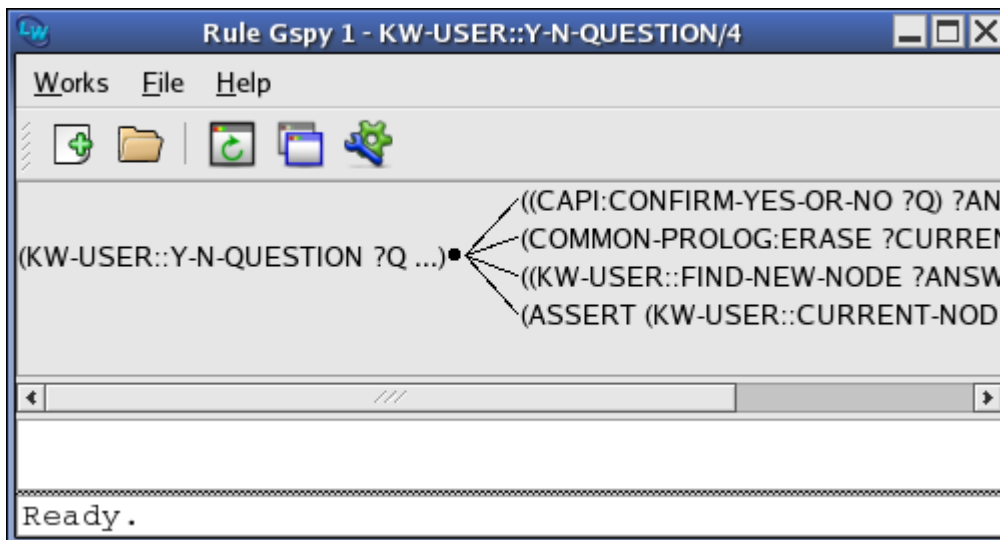 Rule Gspy 1 - KW-USER::Y-N-QUESTION/4
Works File Help
(KW-USER::Y-N-QUESTION ?Q ...)
((CAPI:CONFIRM-YES-OR-NO ?Q) ?AN
(COMMON-PROLOG:ERASE ?CURREN
((KW-USER::FIND-NEW-NODE ?ANSW
(ASSERT (KW-USER::CURRENT-NOD
Ready.